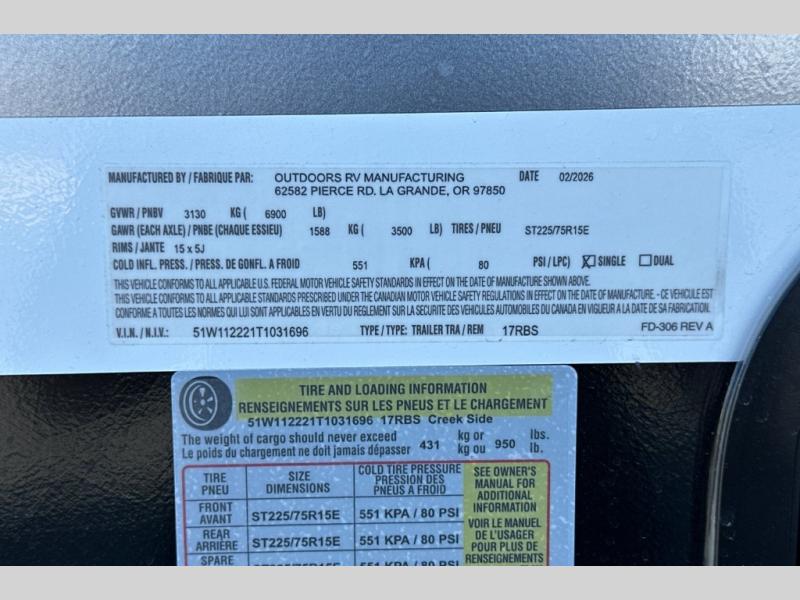 MANUFACTURED BY / FABRIQUE PAR: OUTDOORS RV MANUFACTURING DATE 02/2026
62582 PIERCE RD. LA GRANDE, OR 97850
GVWR / PNBV 3130 KG ( 6900 LB)
GAWR (EACH AXLE) / PNBE (CHAQUE ESSIEU) 1588 KG ( 3500 LB) TIRES / PNEU ST225/75R15E
RIMS / JANTE 15 x 5J
COLD INFL. PRESS. / PRESS. DE GONFL. A FROID 551 KPA ( 80 PSI / LPC) X SINGLE DUAL
THIS VEHICLE CONFORMS TO ALL APPLICABLE U.S. FEDERAL MOTOR VEHICLE SAFETY STANDARDS IN EFFECT ON THE DATE OF MANUFACTURE SHOWN ABOVE.
THIS VEHICLE CONFORMS TO ALL APPLICABLE STANDARDS PRESCRIBED UNDER THE CANADIAN MOTOR VEHICLE SAFETY REGULATIONS IN EFFECT ON THE DATE OF MANUFACTURE - CE VEHICULE EST
CONFORME A TOUTES LES NORMES QUI LUI SONT APPLICABLES EN VERTU DU REGLEMENT SUR LA SECURITE DES VEHICULES AUTOMOBILES DU CANADA EN VIGUEUR A LA DATE DE SA FABRICATION.
V.I.N. / N.I.V.: 51W112221T1031696 TYPE / TYPE: TRAILER TRA / REM 17RBS FD-306 REV A
TIRE AND LOADING INFORMATION
RENSEIGNEMENTS SUR LES PNEUS ET LE CHARGEMENT
51W112221T1031696 17RBS Creek Side
The weight of cargo should never exceed 431 kg or 950 lbs.
Le poids du chargement ne doit jamais dépasser kg ou lb.
TIRE
PNEU
SIZE
DIMENSIONS
COLD TIRE PRESSURE
PRESSION DES
PNEUS A FROID
SEE OWNER'S
MANUAL FOR
ADDITIONAL
INFORMATION
FRONT
AVANT
ST225/75R15E 551 KPA / 80 PSI
REAR
ARRIÈRE
ST225/75R15E 551 KPA / 80 PSI
VOIR LE MANUEL
DE L'USAGER
POUR PLUS DE
RENSEIGNEMENTS
SPARE ST225/75R15E 551 KPA / 80 PSI